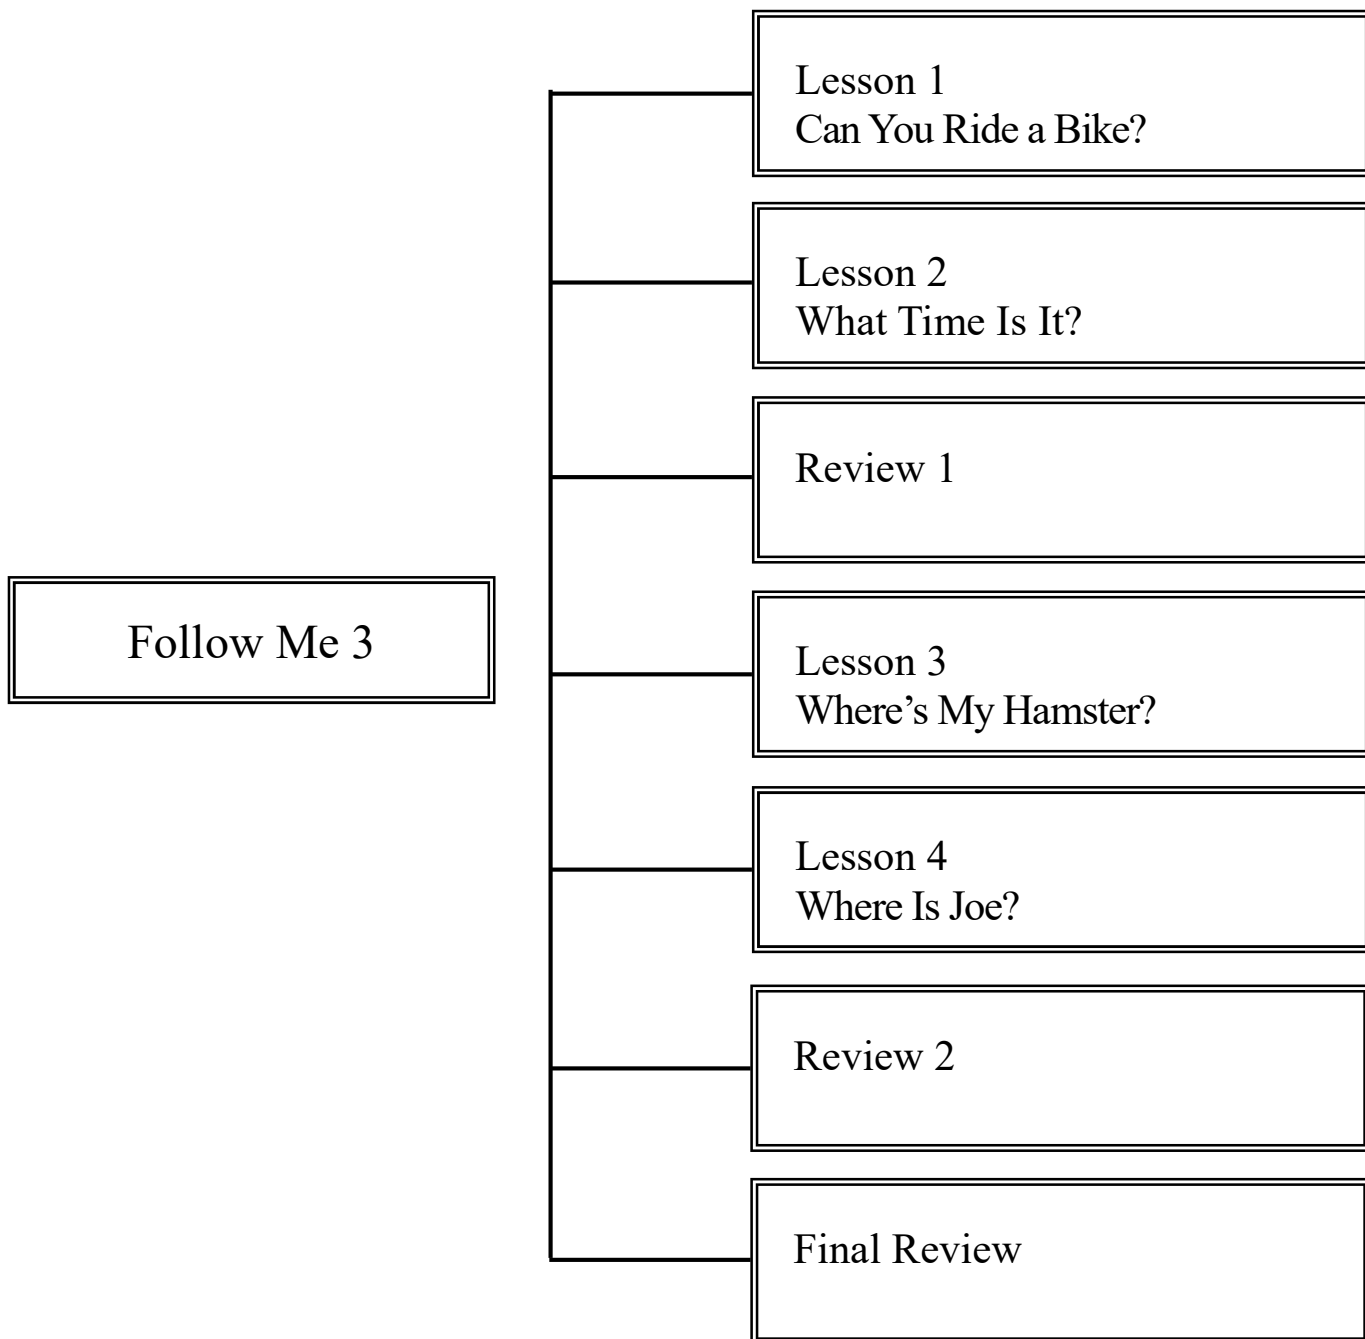 Follow Me 3
Lesson 1
Can You Ride a Bike?
Lesson 2
What Time Is It?
Review 1
Lesson 3
Where’s My Hamster?
Lesson 4
Where Is Joe?
Review 2
Final Review